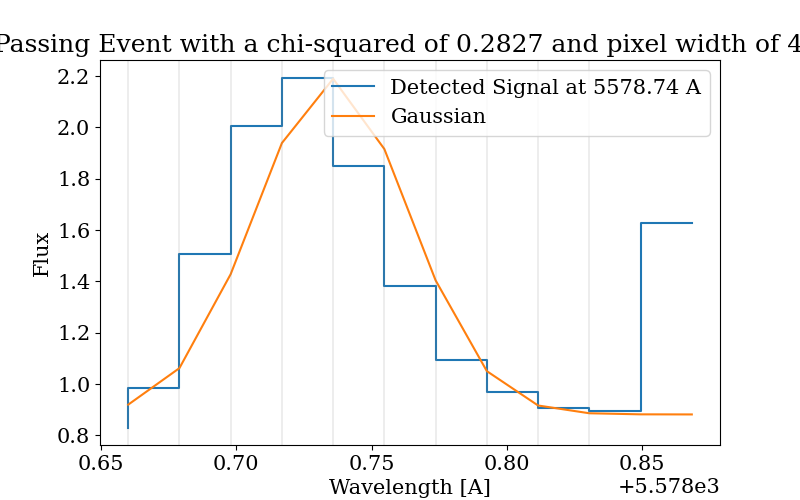 Passing Event with a chi-squared of 0.2827 and pixel width of 4
Detected Signal at 5578.74 A
Gaussian
Flux
2.2
2.0
1.8
1.6
1.4
1.2
1.0
0.8
0.65
0.70
0.75
0.80
0.85
Wavelength [A]
+5.578e3